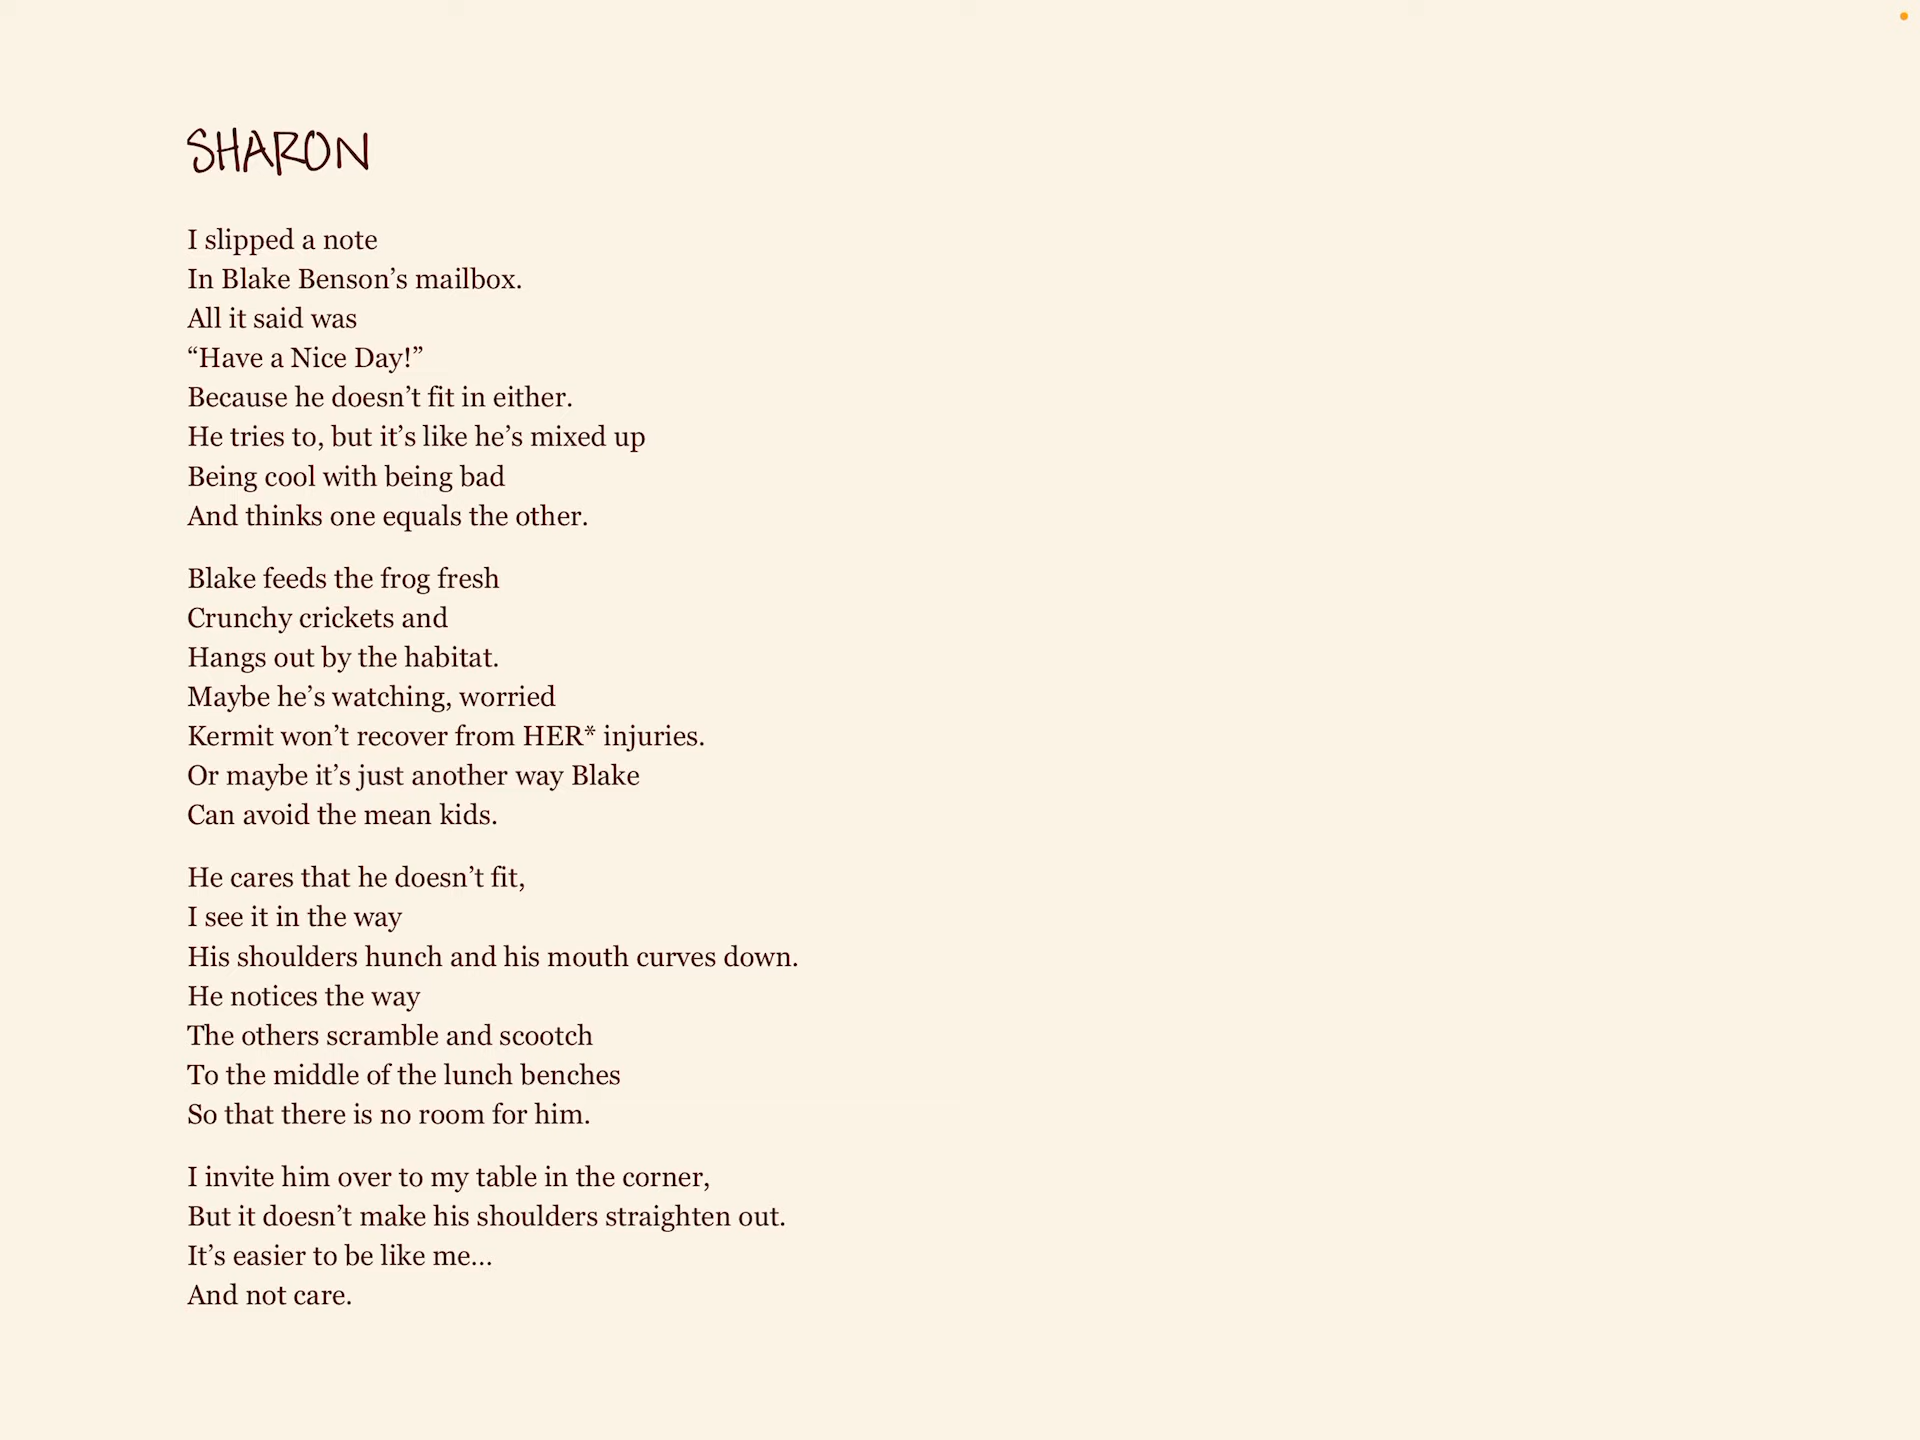 SHARON
I slipped a note
In Blake Benson’s mailbox.
All it said was
“Have a Nice Day!”
Because he doesn’t fit in either.
He tries to, but it’s like he’s mixed up
Being cool with being bad
And thinks one equals the other.
Blake feeds the frog fresh
Crunchy crickets and
Hangs out by the habitat.
Maybe he’s watching, worried
Kermit won’t recover from HER* injuries.
Or maybe it’s just another way Blake
Can avoid the mean kids.
He cares that he doesn’t fit,
I see it in the way
His shoulders hunch and his mouth curves down.
He notices the way
The others scramble and scootch
To the middle of the lunch benches
So that there is no room for him.
I invite him over to my table in the corner,
But it doesn’t make his shoulders straighten out.
It’s easier to be like me…
And not care.